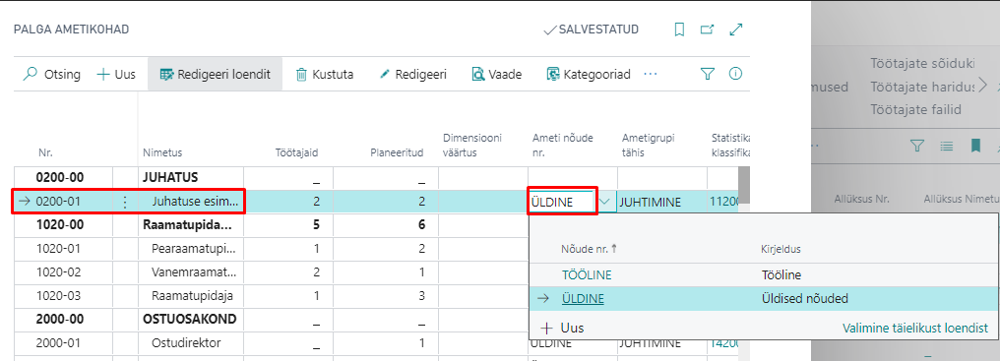 PALGA AMETIKOHAD
SALVESTATUD
Otsing Uus Redigeeri loendit Kustuta Redigeeri Vaade Kategooriad ...
Nr. Nimetus Töötajaid Planeeritud Dimensiooni väärtus Ameti nõude nr. Ametigrupi tähis Statistika klassifika
0200-00 JUHATUS _ _
0200-01 Juhatuse esim... 2 2 ÜLDINE JUHTIMINE 11200
1020-00 Raamatupida... 5 6
1020-01 Pearaamatupi... 1 2
1020-02 Vanemraamat... 2 1
1020-03 Raamatupidaja 1 3
2000-00 OSTUOSAKOND _ _
2000-01 Ostudirektor _ 1 ÜLDINE JUHTIMINE 14200
Nõude nr. ↑ Kirjeldus
TÖÖLINE Tööline
ÜLDINE Üldised nõuded
Uus Valimine täielikust loendist
Töötajate sõiduki
mused Töötajate haridus
Töötajate failid
Allüksus Nr. Allüksus Nimetu